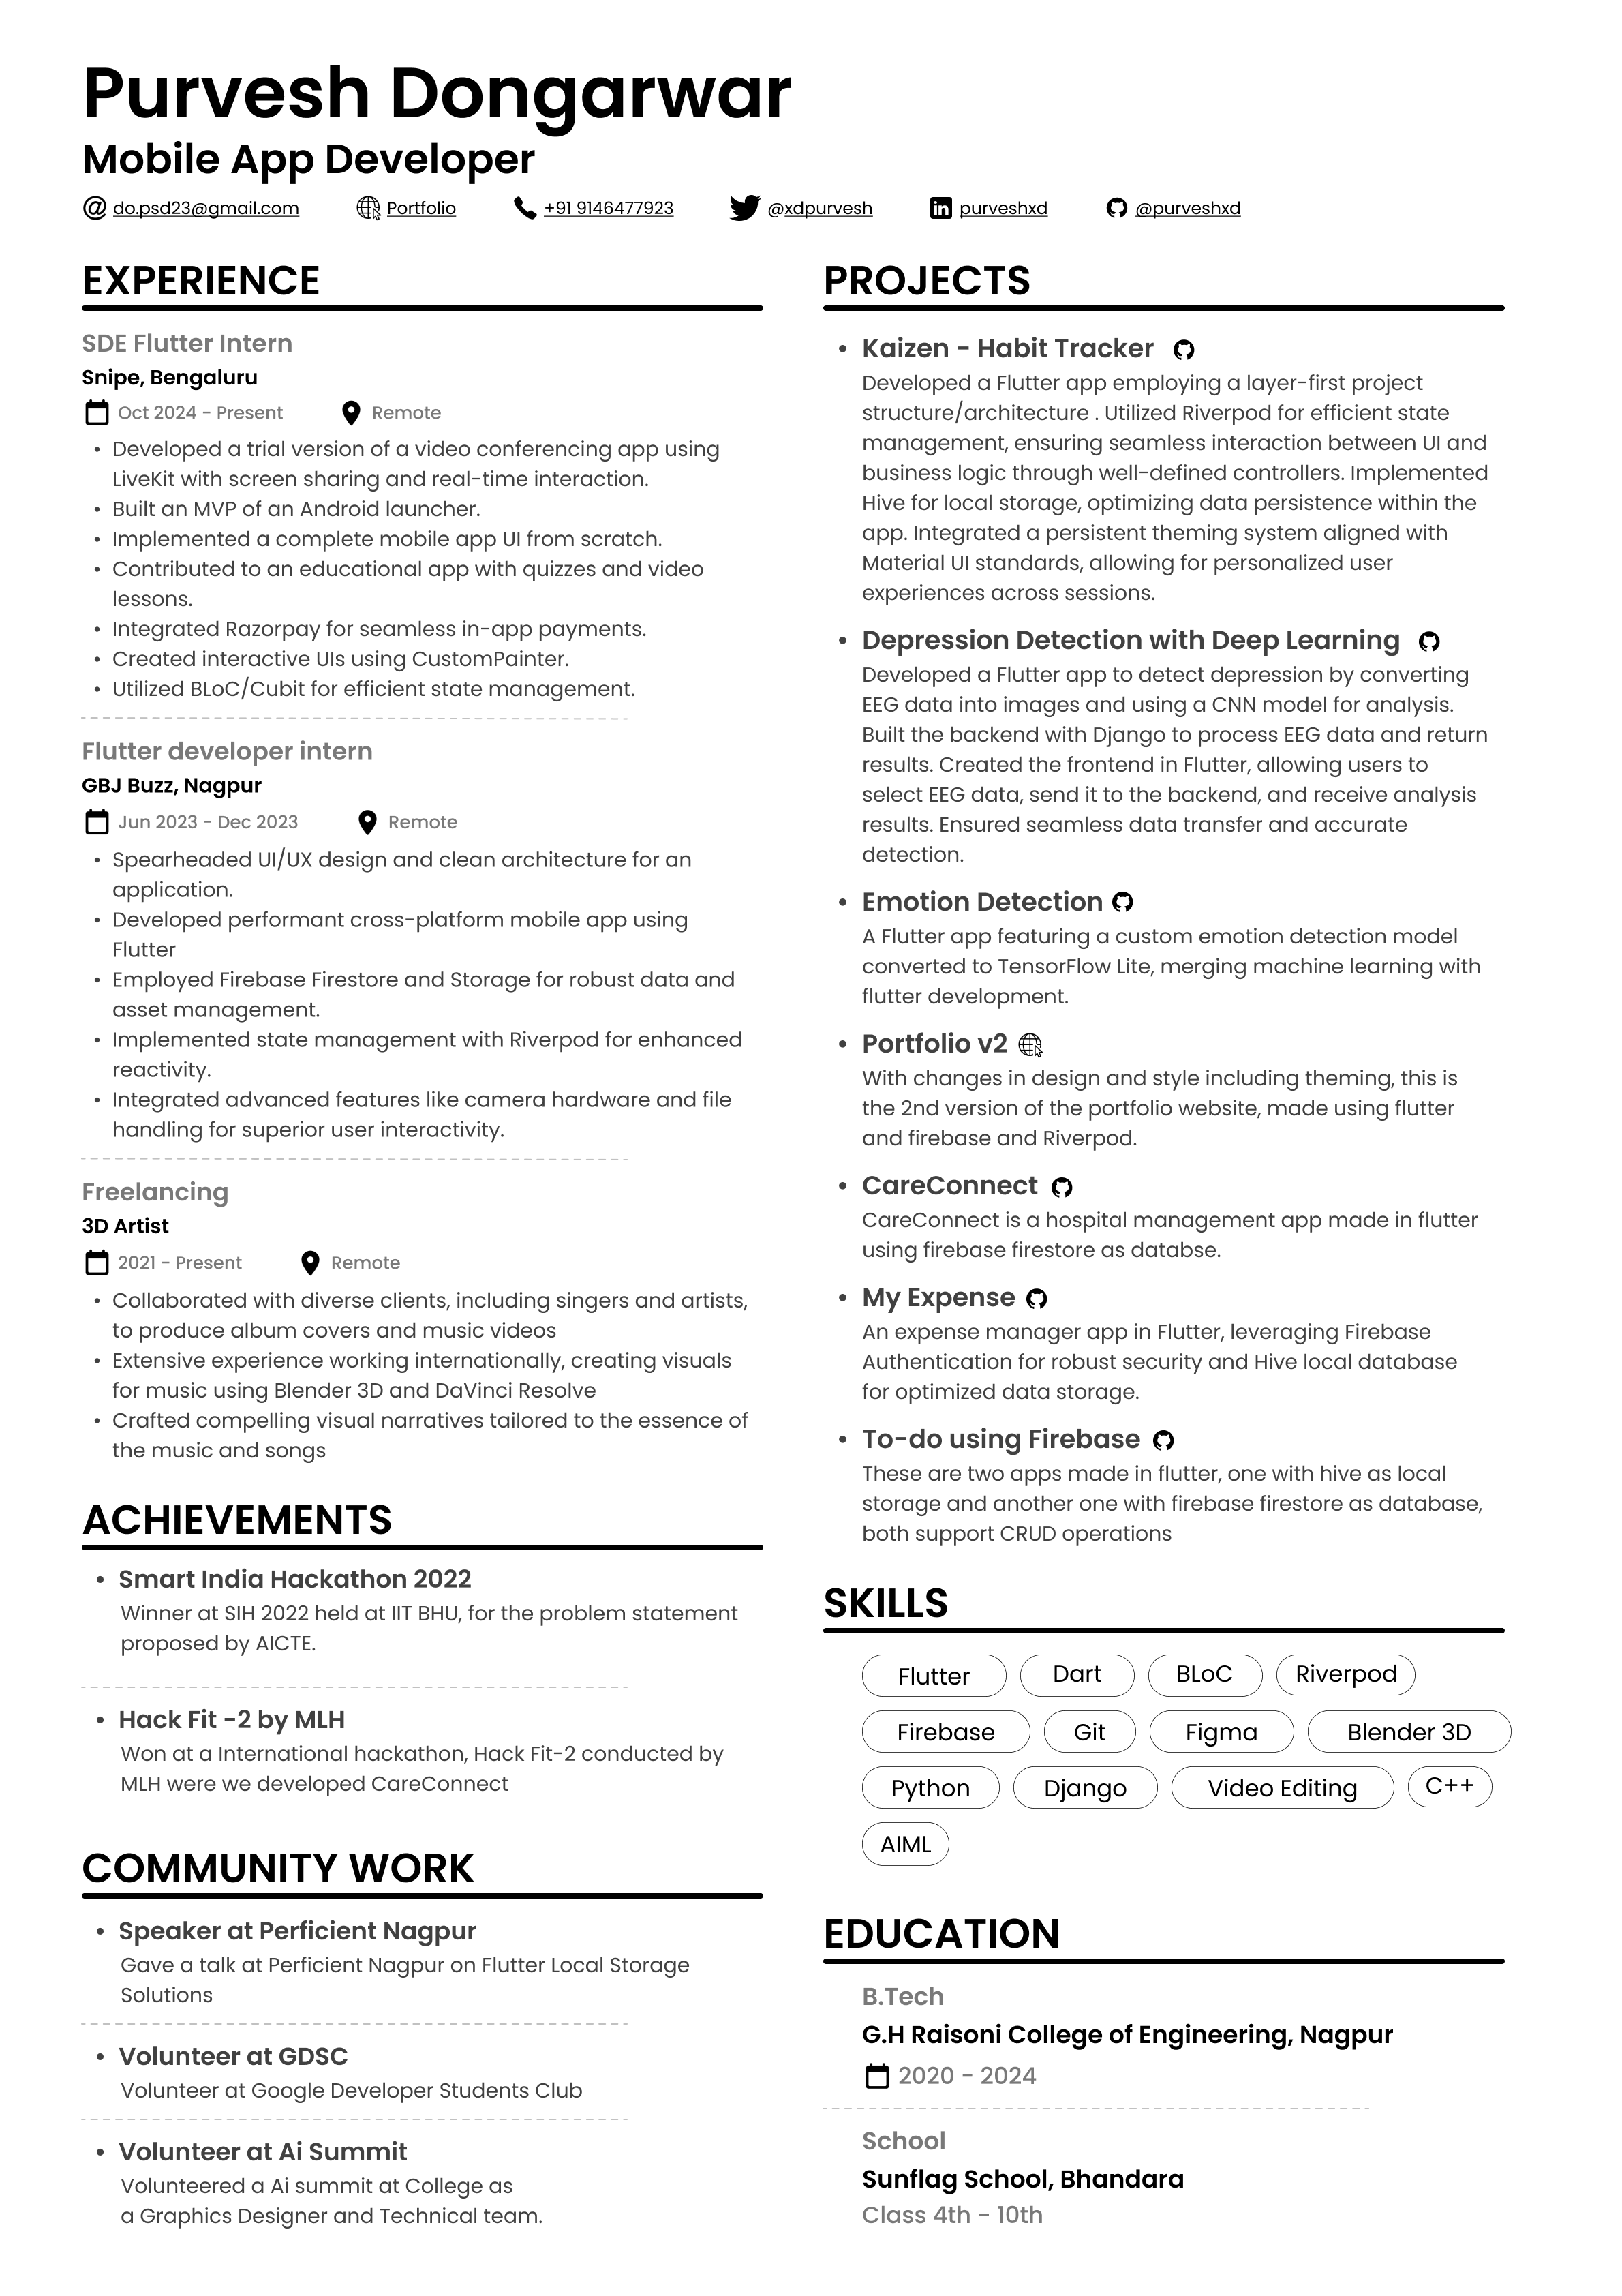 Purvesh Dongarwar
Mobile App Developer
do.psd23@gmail.com Portfolio +91 9146477923 @xdpurvesh purveshxd @purveshxd
EXPERIENCE
SDE Flutter Intern
Snipe, Bengaluru
Oct 2024 - Present Remote
• Developed a trial version of a video conferencing app using
LiveKit with screen sharing and real-time interaction.
• Built an MVP of an Android launcher.
• Implemented a complete mobile app UI from scratch.
• Contributed to an educational app with quizzes and video
lessons.
• Integrated Razorpay for seamless in-app payments.
• Created interactive UIs using CustomPainter.
• Utilized BLoC/Cubit for efficient state management.
Flutter developer intern
GBJ Buzz, Nagpur
Jun 2023 - Dec 2023 Remote
• Spearheaded UI/UX design and clean architecture for an
application.
• Developed performant cross-platform mobile app using
Flutter
• Employed Firebase Firestore and Storage for robust data and
asset management.
• Implemented state management with Riverpod for enhanced
reactivity.
• Integrated advanced features like camera hardware and file
handling for superior user interactivity.
Freelancing
3D Artist
2021 - Present Remote
• Collaborated with diverse clients, including singers and artists,
to produce album covers and music videos
• Extensive experience working internationally, creating visuals
for music using Blender 3D and DaVinci Resolve
• Crafted compelling visual narratives tailored to the essence of
the music and songs
ACHIEVEMENTS
• Smart India Hackathon 2022
Winner at SIH 2022 held at IIT BHU, for the problem statement
proposed by AICTE.
• Hack Fit -2 by MLH
Won at a International hackathon, Hack Fit-2 conducted by
MLH were we developed CareConnect
COMMUNITY WORK
• Speaker at Perficient Nagpur
Gave a talk at Perficient Nagpur on Flutter Local Storage
Solutions
• Volunteer at GDSC
Volunteer at Google Developer Students Club
• Volunteer at Ai Summit
Volunteered a Ai summit at College as
a Graphics Designer and Technical team.
PROJECTS
• Kaizen - Habit Tracker
Developed a Flutter app employing a layer-first project
structure/architecture . Utilized Riverpod for efficient state
management, ensuring seamless interaction between UI and
business logic through well-defined controllers. Implemented
Hive for local storage, optimizing data persistence within the
app. Integrated a persistent theming system aligned with
Material UI standards, allowing for personalized user
experiences across sessions.
• Depression Detection with Deep Learning
Developed a Flutter app to detect depression by converting
EEG data into images and using a CNN model for analysis.
Built the backend with Django to process EEG data and return
results. Created the frontend in Flutter, allowing users to
select EEG data, send it to the backend, and receive analysis
results. Ensured seamless data transfer and accurate
detection.
• Emotion Detection
A Flutter app featuring a custom emotion detection model
converted to TensorFlow Lite, merging machine learning with
flutter development.
• Portfolio v2
With changes in design and style including theming, this is
the 2nd version of the portfolio website, made using flutter
and firebase and Riverpod.
• CareConnect
CareConnect is a hospital management app made in flutter
using firebase firestore as databse.
• My Expense
An expense manager app in Flutter, leveraging Firebase
Authentication for robust security and Hive local database
for optimized data storage.
• To-do using Firebase
These are two apps made in flutter, one with hive as local
storage and another one with firebase firestore as database,
both support CRUD operations
SKILLS
Flutter Dart BLoC Riverpod
Firebase Git Figma Blender 3D
Python Django Video Editing C++
AIML
EDUCATION
B.Tech
G.H Raisoni College of Engineering, Nagpur
2020 - 2024
School
Sunflag School, Bhandara
Class 4th - 10th